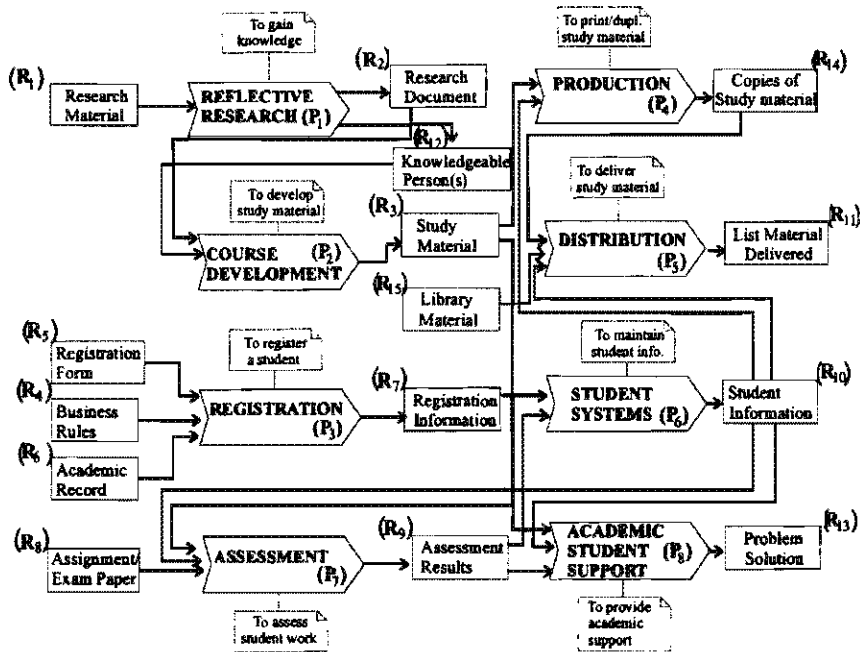 To gain
knowledge
(R1)
Research
Material
REFLECTIVE
RESEARCH (P1)
(R2)
Research
Document
(R12)
Knowledgeable
Person(s)
To print/dupl.
study material
PRODUCTION
(P4)
(R14)
Copies of
Study material
To develop
study material
COURSE (P2)
DEVELOPMENT
(R3)
Study
Material
(R15)
Library
Material
To deliver
study material
DISTRIBUTION
(P5)
(R11)
List Material
Delivered
(R5)
Registration
Form
(R4)
Business
Rules
(R6)
Academic
Record
To register
a student
REGISTRATION
(P3)
(R7)
Registration
Information
To maintain
student info.
STUDENT
SYSTEMS (P6)
(R10)
Student
Information
(R8)
Assignment/
Exam Paper
ASSESSMENT
(P7)
To assess
student work
(R9)
Assessment
Results
ACADEMIC
STUDENT (P8)
SUPPORT
To provide
academic
support
(R13)
Problem
Solution